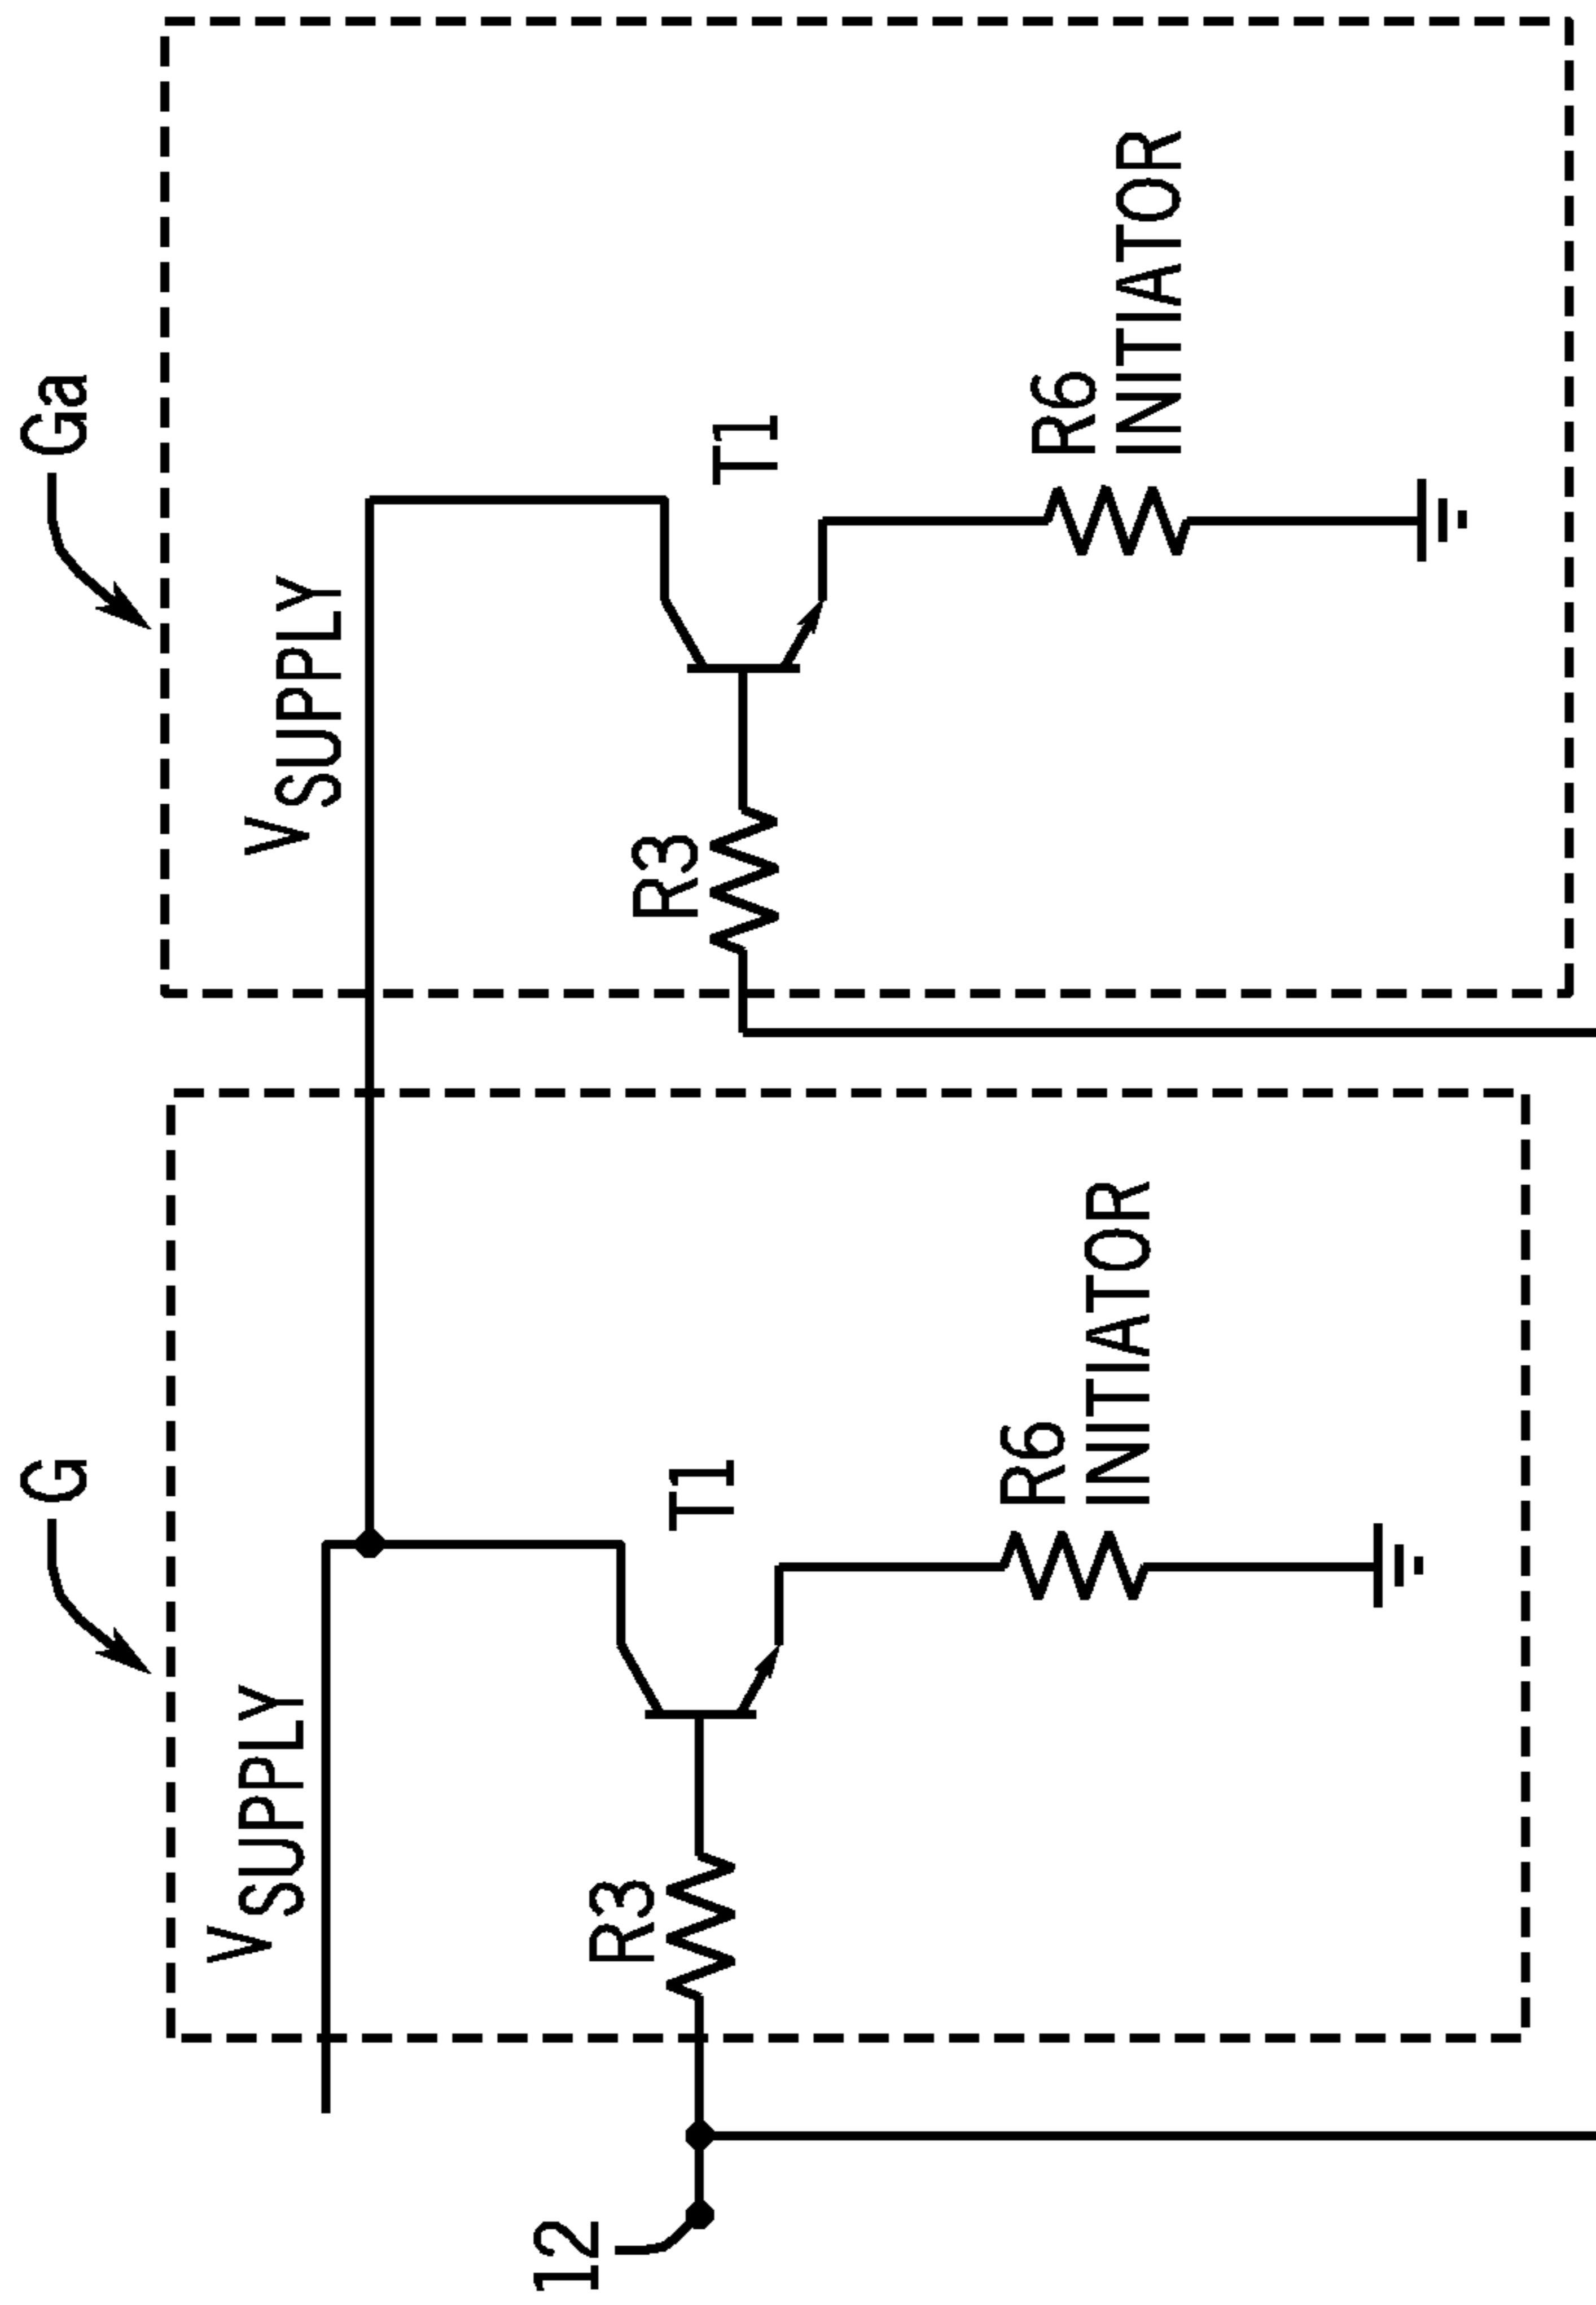 G
Ga
VSUPPLY
VSUPPLY
T1
T1
R3
R3
R6
INITIATOR
R6
INITIATOR
12